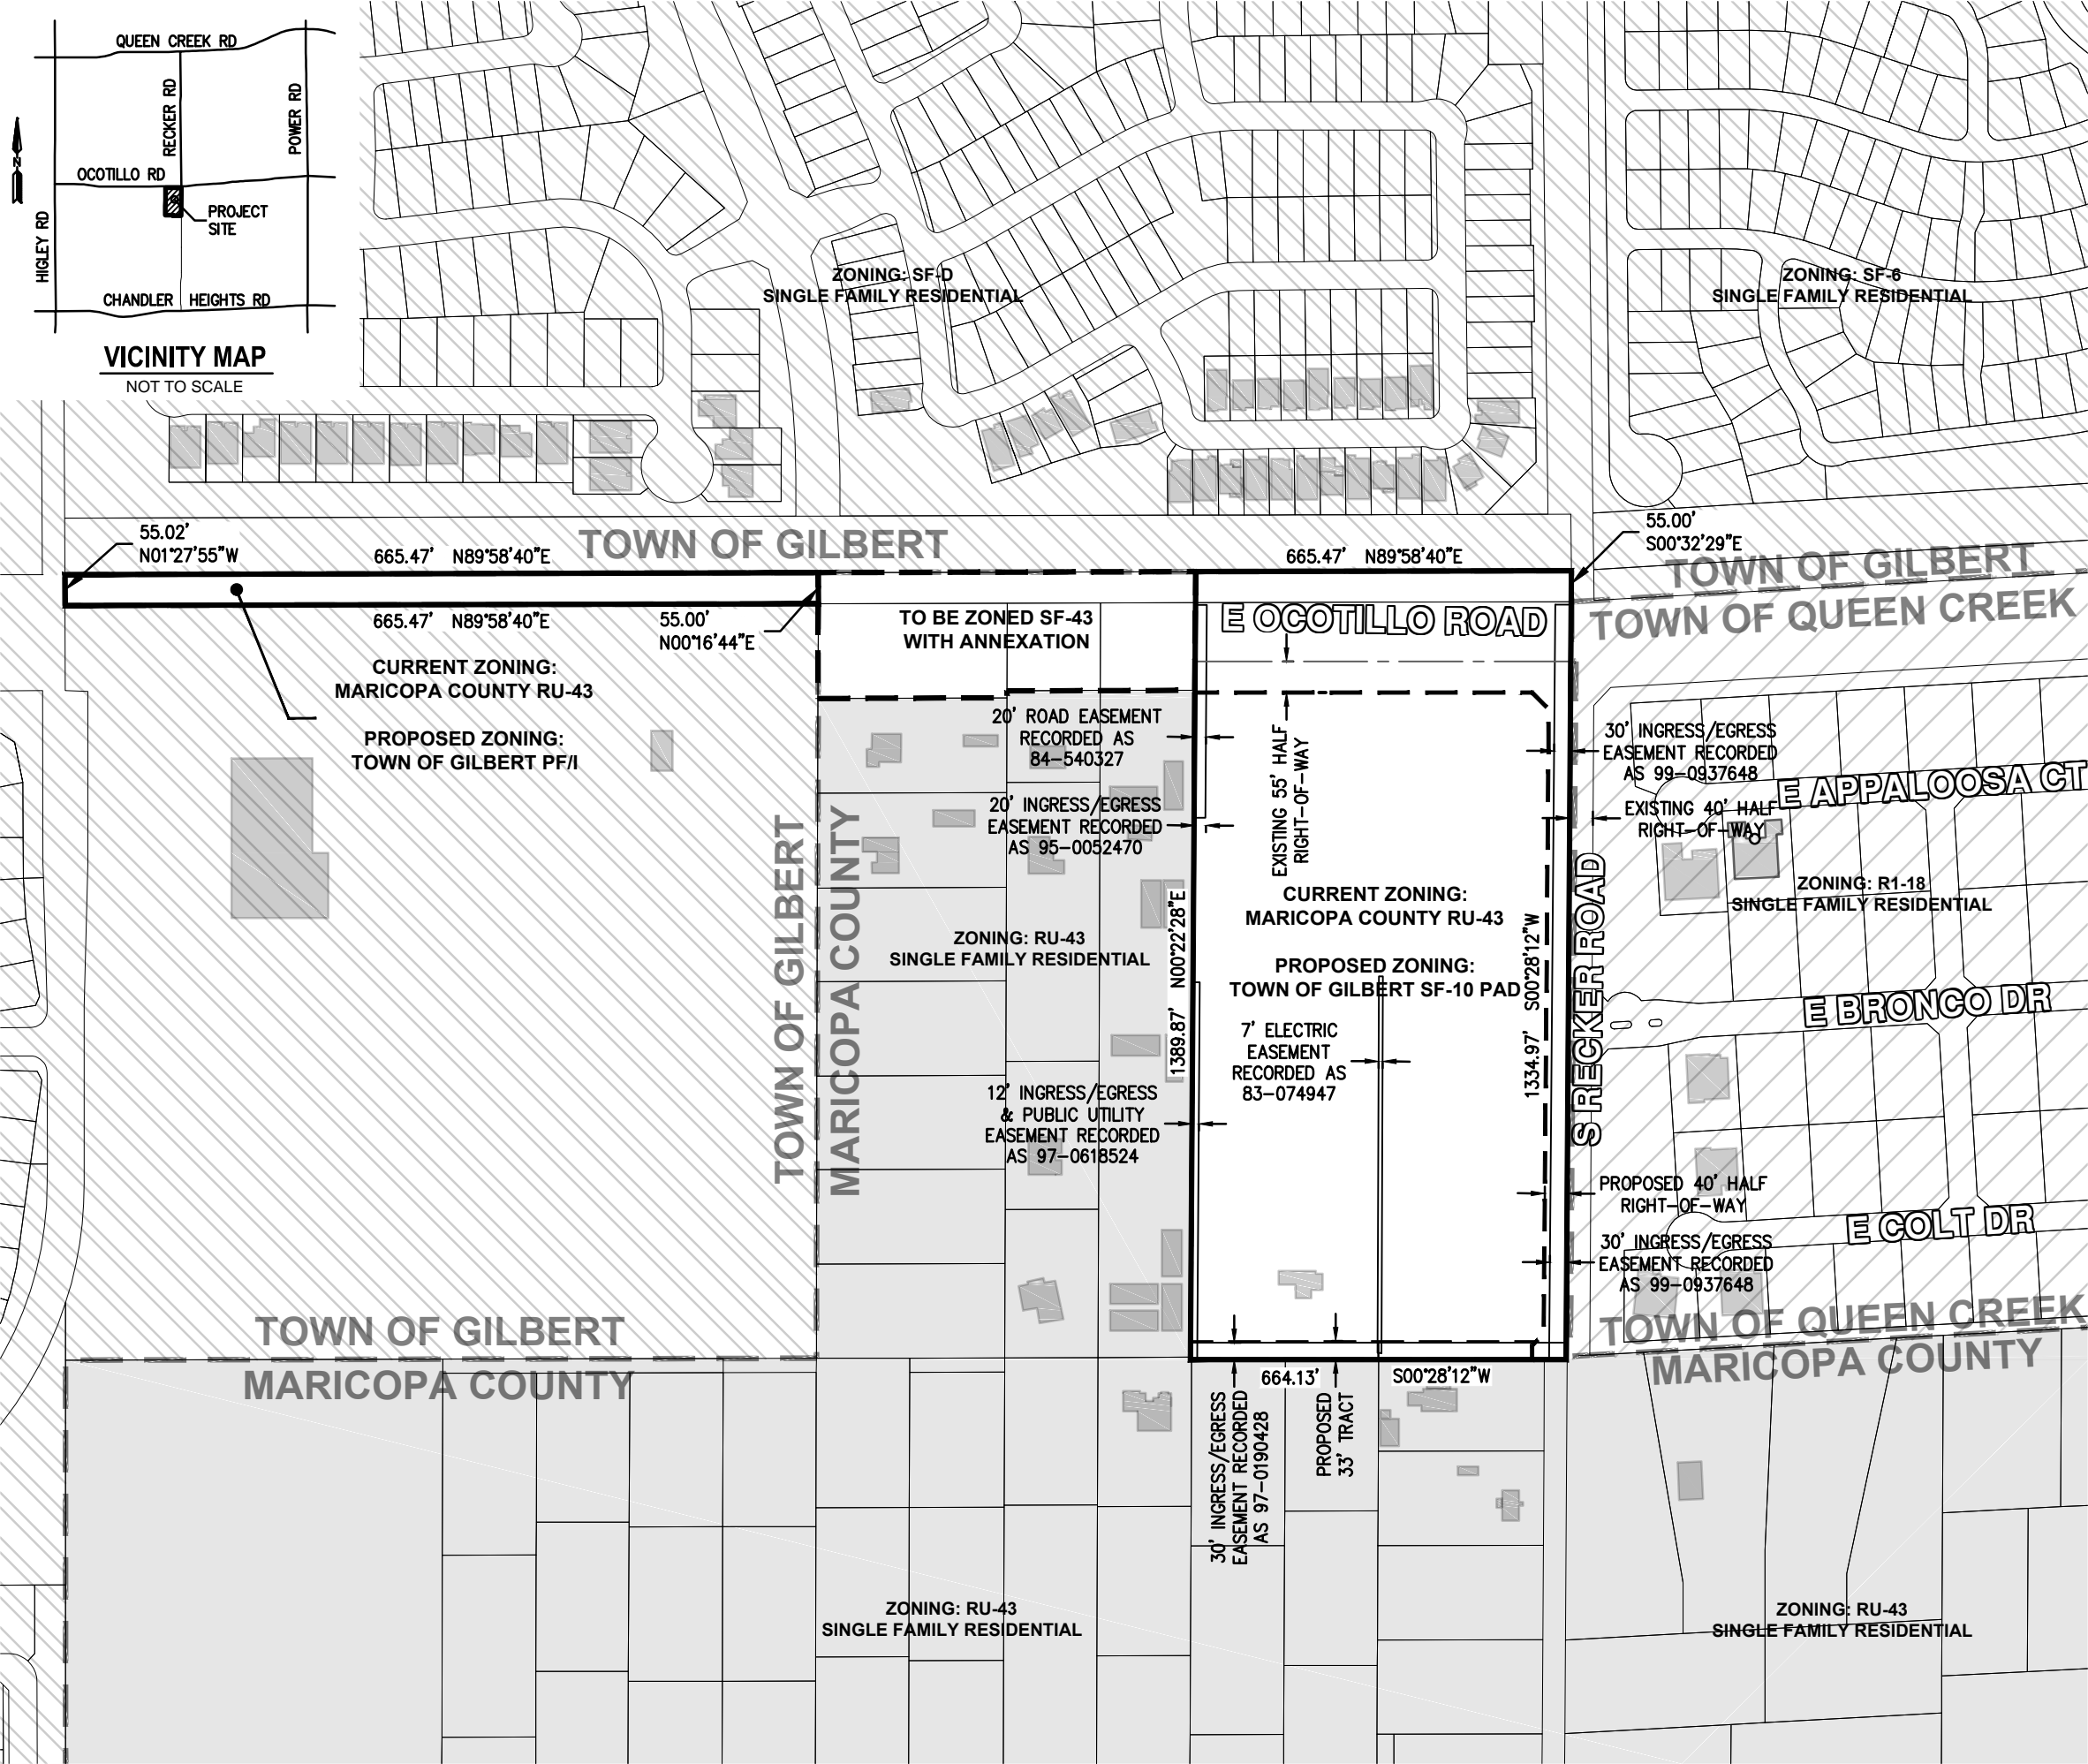 QUEEN CREEK RD
RECKER RD
POWER RD
N
OCOTILLO RD
PROJECT
SITE
HIGLEY RD
CHANDLER HEIGHTS RD
VICINITY MAP
NOT TO SCALE
ZONING: SF-D
SINGLE FAMILY RESIDENTIAL
ZONING: SF-6
SINGLE FAMILY RESIDENTIAL
55.02'
N01°27'55"W
665.47' N89°58'40"E
TOWN OF GILBERT
665.47' N89°58'40"E
55.00'
S00°32'29"E
TOWN OF GILBERT
TOWN OF QUEEN CREEK
665.47' N89°58'40"E
55.00'
N00°16'44"E
TO BE ZONED SF-43
WITH ANNEXATION
E OCOTILLO ROAD
CURRENT ZONING:
MARICOPA COUNTY RU-43
PROPOSED ZONING:
TOWN OF GILBERT PF/I
20' ROAD EASEMENT
RECORDED AS
84-540327
20' INGRESS/EGRESS
EASEMENT RECORDED
AS 95-0052470
EXISTING 55' HALF
RIGHT-OF-WAY
30' INGRESS/EGRESS
EASEMENT RECORDED
AS 99-0937648
EXISTING 40' HALF
RIGHT-OF-WAY
E APPALOOSA CT
TOWN OF GILBERT
MARICOPA COUNTY
ZONING: RU-43
SINGLE FAMILY RESIDENTIAL
1389.87' N00°22'28"E
CURRENT ZONING:
MARICOPA COUNTY RU-43
PROPOSED ZONING:
TOWN OF GILBERT SF-10 PAD
7' ELECTRIC
EASEMENT
RECORDED AS
83-074947
1334.97' S00°28'12"W
S RECKER ROAD
ZONING: R1-18
SINGLE FAMILY RESIDENTIAL
E BRONCO DR
12' INGRESS/EGRESS
& PUBLIC UTILITY
EASEMENT RECORDED
AS 97-0618524
PROPOSED 40' HALF
RIGHT-OF-WAY
E COLT DR
30' INGRESS/EGRESS
EASEMENT RECORDED
AS 99-0937648
TOWN OF GILBERT
MARICOPA COUNTY
TOWN OF QUEEN CREEK
MARICOPA COUNTY
664.13' S00°28'12"W
30' INGRESS/EGRESS
EASEMENT RECORDED
AS 97-0190428
PROPOSED
33' TRACT
ZONING: RU-43
SINGLE FAMILY RESIDENTIAL
ZONING: RU-43
SINGLE FAMILY RESIDENTIAL